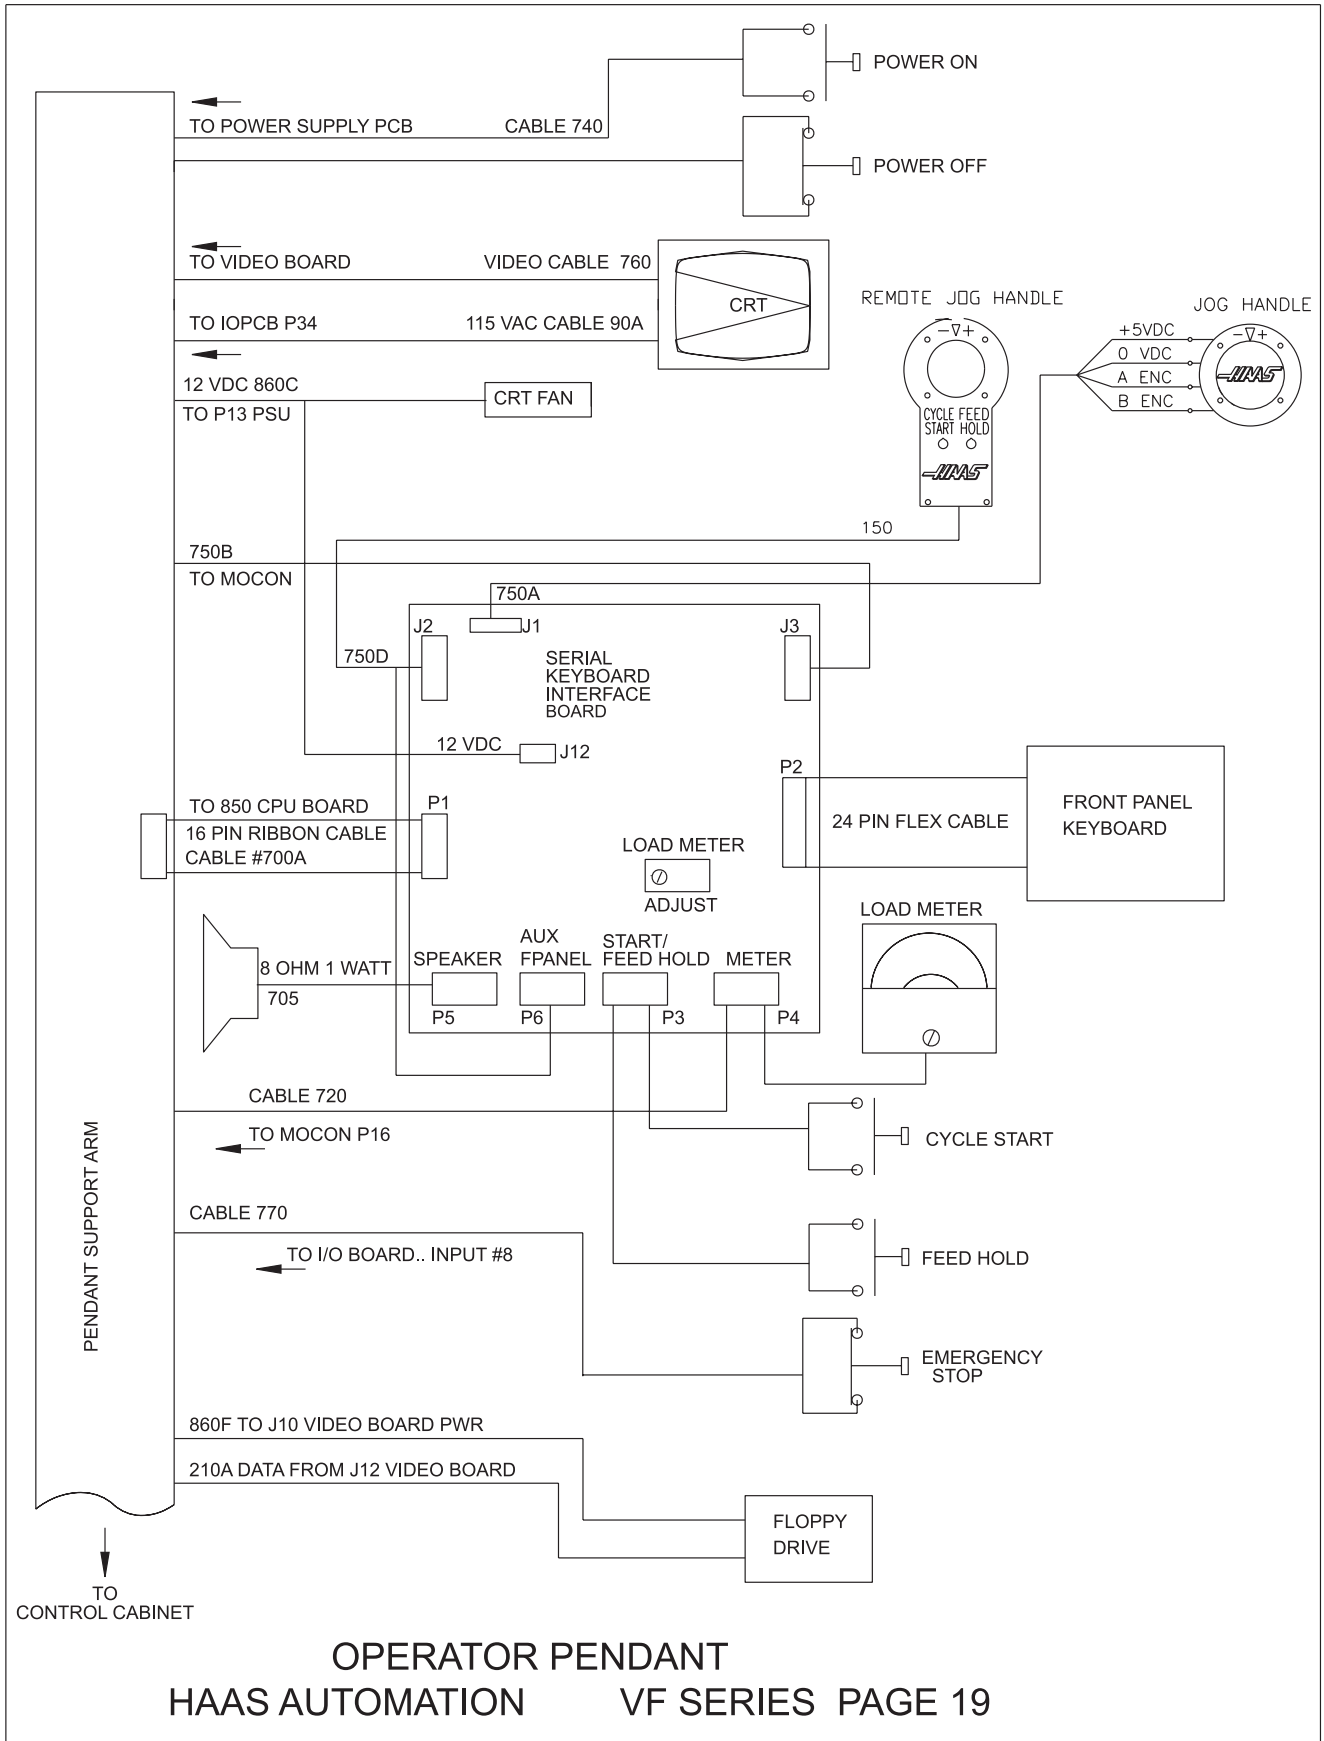 POWER ON
TO POWER SUPPLY PCB
CABLE 740
POWER OFF
TO VIDEO BOARD
VIDEO CABLE 760
CRT
TO IOPCB P34
115 VAC CABLE 90A
REMOTE JOG HANDLE
-∇+
CYCLE FEED
START HOLD
HAAS
JOG HANDLE
+5VDC
0 VDC
A ENC
B ENC
-∇+
HAAS
12 VDC 860C
TO P13 PSU
CRT FAN
150
750B
TO MOCON
750A
J1
J2
J3
750D
SERIAL
KEYBOARD
INTERFACE
BOARD
12 VDC
J12
P2
TO 850 CPU BOARD
P1
16 PIN RIBBON CABLE
CABLE #700A
24 PIN FLEX CABLE
FRONT PANEL
KEYBOARD
LOAD METER
ADJUST
LOAD METER
8 OHM 1 WATT
705
SPEAKER
P5
AUX
FPANEL
P6
START/
FEED HOLD
P3
METER
P4
CABLE 720
TO MOCON P16
CYCLE START
CABLE 770
TO I/O BOARD.. INPUT #8
FEED HOLD
EMERGENCY
STOP
PENDANT SUPPORT ARM
860F TO J10 VIDEO BOARD PWR
210A DATA FROM J12 VIDEO BOARD
FLOPPY
DRIVE
TO
CONTROL CABINET
OPERATOR PENDANT
HAAS AUTOMATION VF SERIES PAGE 19